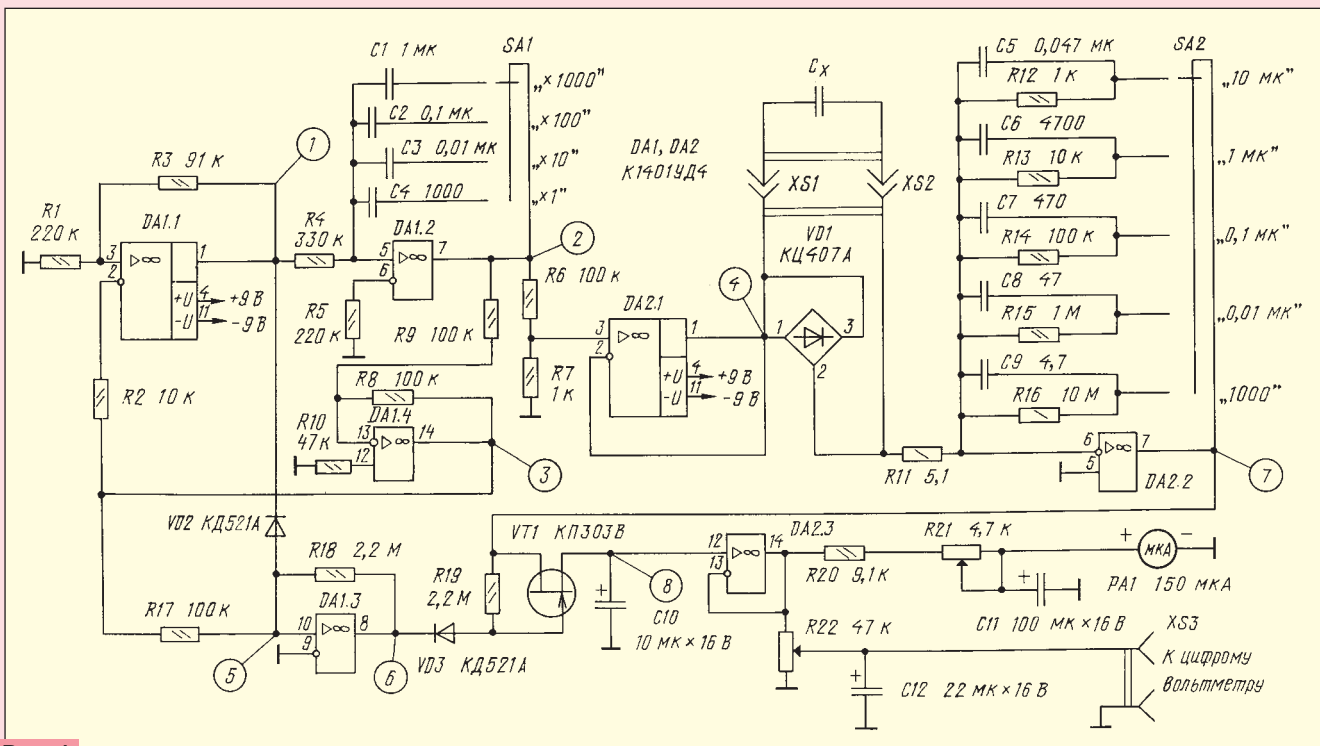 C1 1 мк
SA1
„×1000"
C2 0,1 мк
„×100"
C3 0,01 мк
„×10"
C4 1000
„×1"
R3 91 к
1
R1
220 к
DA1.1
3
2
▷∞
1
+U 4 +9 В
-U 11 -9 В
R4
330 к
DA1.2
5
6
▷∞
7
2
R5
220 к
R9 100 к
R6 100 к
R7
1 к
R2 10 к
R8 100 к
R10
47 к
DA1.4
13
12
▷∞
14
3
Cх
DA1, DA2
К1401УД4
XS1
XS2
VD1
КЦ407А
4
1
3
2
DA2.1
3
2
▷∞
1
+U 4 +9 В
-U 11 -9 В
R11 5,1
C5 0,047 мк
SA2
R12 1 к
„10 мк"
C6 4700
R13 10 к
„1 мк"
C7 470
R14 100 к
„0,1 мк"
C8 47
R15 1 М
„0,01 мк"
C9 4,7
R16 10 М
„1000"
6
5
▷∞
7
DA2.2
7
VD2 КД521А
R18 2,2 М
R17 100 к
DA1.3
10
9
▷∞
8
5
6
VD3 КД521А
R19
2,2 М
VT1 КП303В
8
C10
10 мк×16 В
DA2.3
12
13
▷∞
14
R20 9,1к
R21 4,7 к
+ мкА -
PA1 150 мкА
+
C11 100 мк×16 В
R22 47 к
+
C12 22 мк×16 В
XS3
К цифрому
вольтметру